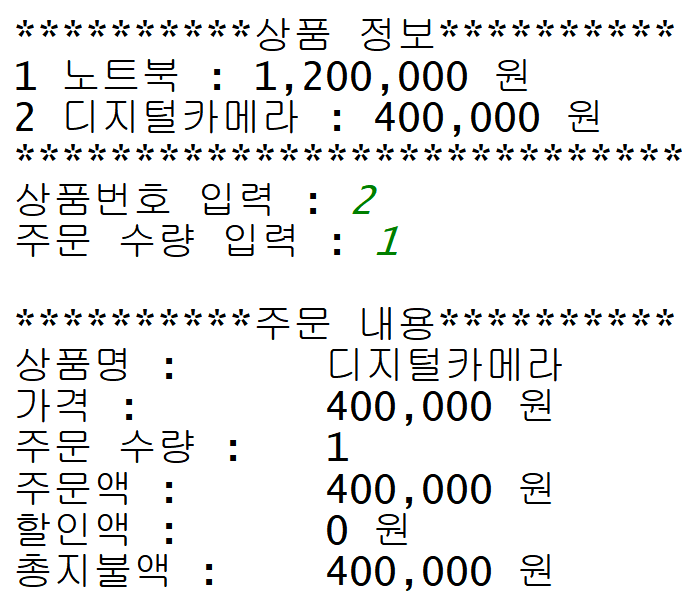 **********상품 정보**********
1 노트북 : 1,200,000 원
2 디지털카메라 : 400,000 원
****************************
상품번호 입력 : 2
주문 수량 입력 : 1
**********주문 내용**********
상품명 : 디지털카메라
가격 : 400,000 원
주문 수량 : 1
주문액 : 400,000 원
할인액 : 0 원
총지불액 : 400,000 원